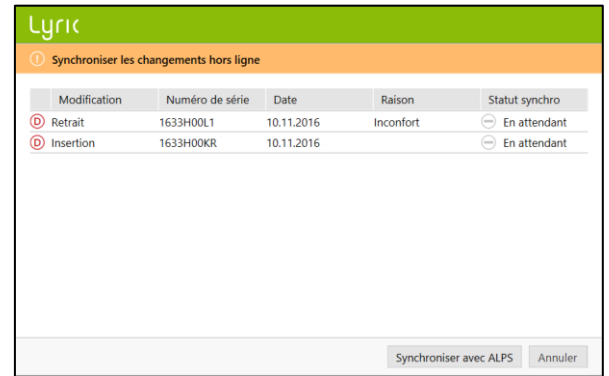 Lyric
Synchroniser les changements hors ligne
Modification Numéro de série Date Raison Statut synchro
D Retrait 1633H00L1 10.11.2016 Inconfort En attendant
D Insertion 1633H00KR 10.11.2016 En attendant
Synchroniser avec ALPS Annuler